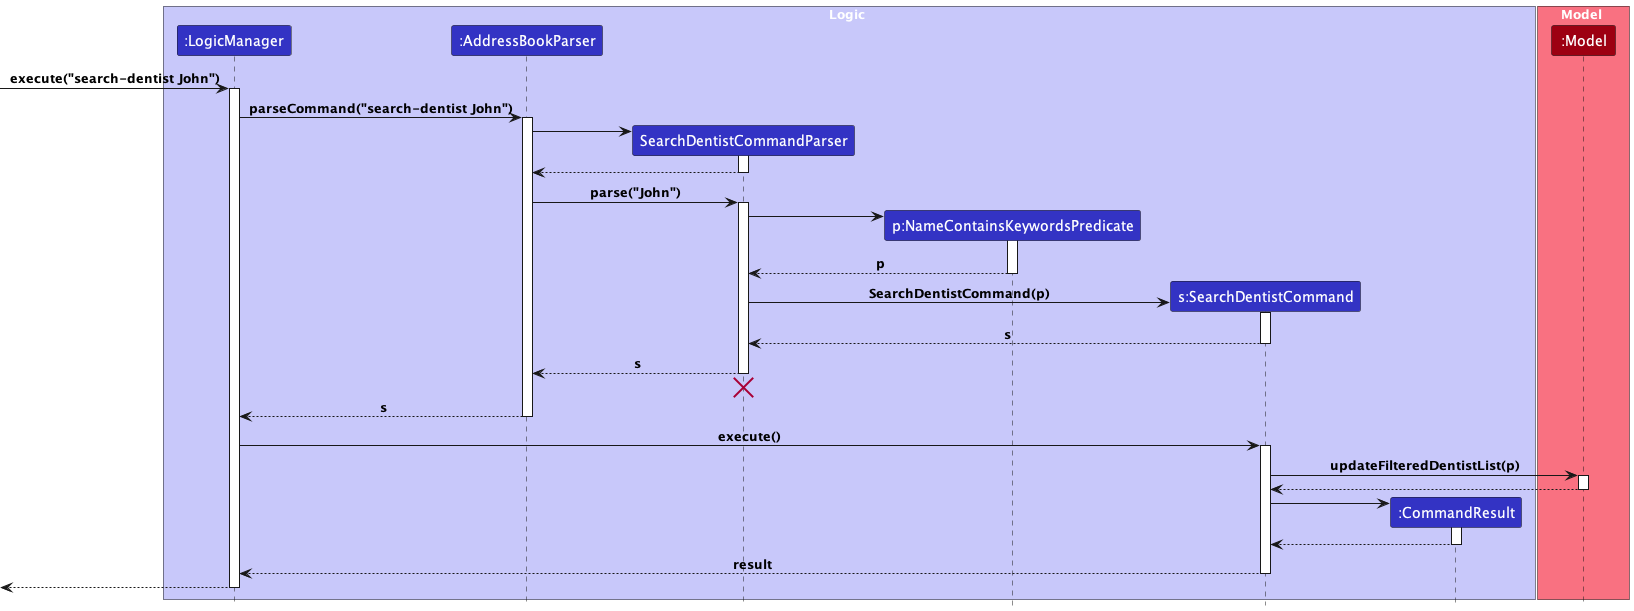 Logic
Model
:LogicManager
:AddressBookParser
:Model
execute("search-dentist John")
parseCommand("search-dentist John")
SearchDentistCommandParser
parse("John")
p:NameContainsKeywordsPredicate
p
SearchDentistCommand(p)
s:SearchDentistCommand
s
s
s
execute()
updateFilteredDentistList(p)
:CommandResult
result